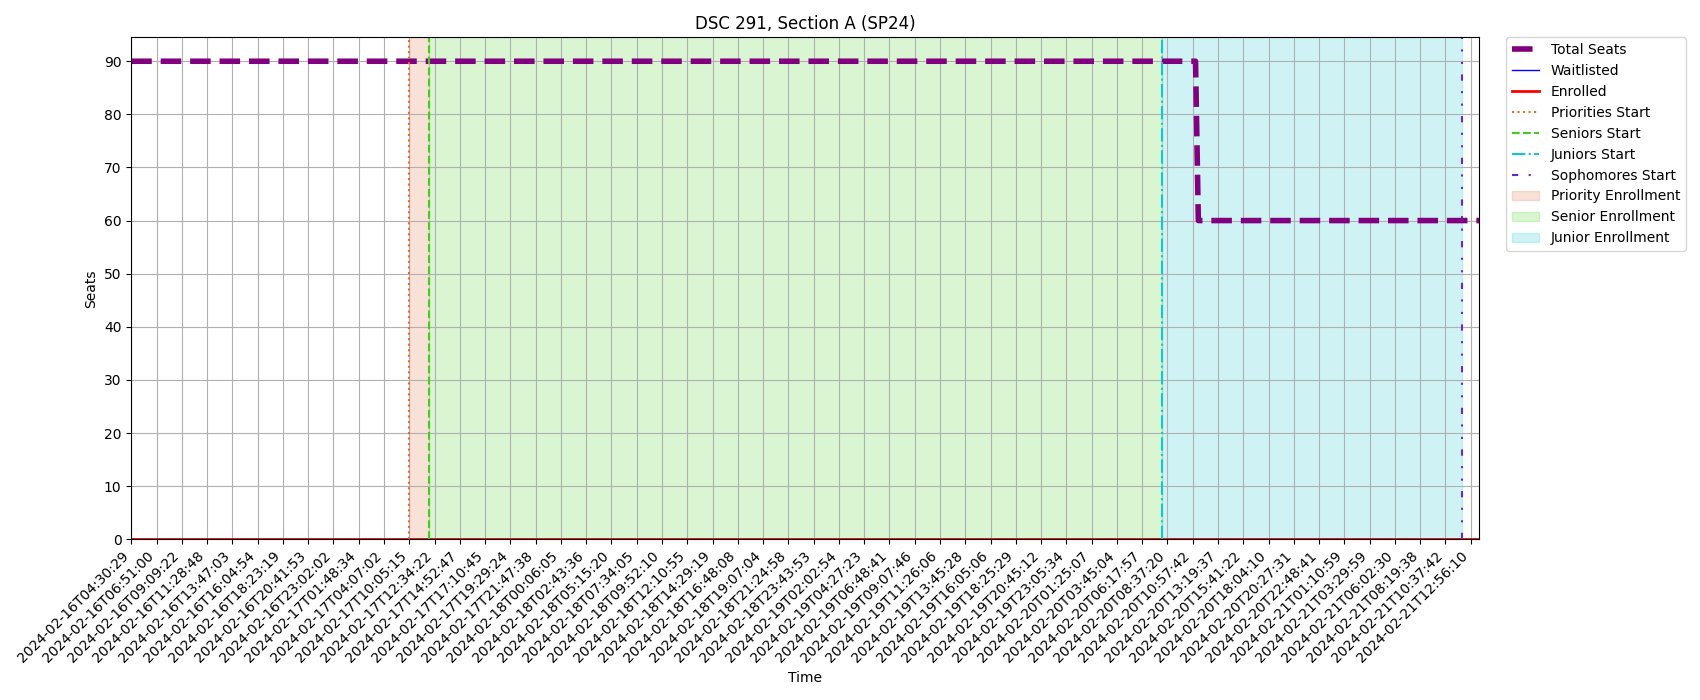 DSC 291, Section A (SP24)
Seats
90
80
70
60
50
40
30
20
10
0
2024-02-16T04:30:29
2024-02-16T06:51:00
2024-02-16T09:09:22
2024-02-16T11:28:48
2024-02-16T13:47:03
2024-02-16T16:04:54
2024-02-16T18:23:19
2024-02-16T20:41:53
2024-02-16T23:02:02
2024-02-17T01:48:34
2024-02-17T04:07:02
2024-02-17T10:05:15
2024-02-17T12:34:22
2024-02-17T14:52:47
2024-02-17T17:10:45
2024-02-17T19:29:24
2024-02-17T21:47:38
2024-02-18T00:06:05
2024-02-18T02:43:36
2024-02-18T05:15:20
2024-02-18T07:34:05
2024-02-18T09:52:10
2024-02-18T12:10:55
2024-02-18T14:29:19
2024-02-18T16:48:08
2024-02-18T19:07:04
2024-02-18T21:24:58
2024-02-18T23:43:53
2024-02-19T02:02:54
2024-02-19T04:27:23
2024-02-19T06:48:41
2024-02-19T09:07:46
2024-02-19T11:26:06
2024-02-19T13:45:28
2024-02-19T16:05:06
2024-02-19T18:25:29
2024-02-19T20:45:12
2024-02-19T23:05:34
2024-02-20T01:25:07
2024-02-20T03:45:04
2024-02-20T06:17:57
2024-02-20T08:37:20
2024-02-20T10:57:42
2024-02-20T13:19:37
2024-02-20T15:41:22
2024-02-20T18:04:10
2024-02-20T20:27:31
2024-02-20T22:48:41
2024-02-21T01:10:59
2024-02-21T03:29:59
2024-02-21T06:02:30
2024-02-21T08:19:38
2024-02-21T10:37:42
2024-02-21T12:56:10
Time
Total Seats
Waitlisted
Enrolled
Priorities Start
Seniors Start
Juniors Start
Sophomores Start
Priority Enrollment
Senior Enrollment
Junior Enrollment